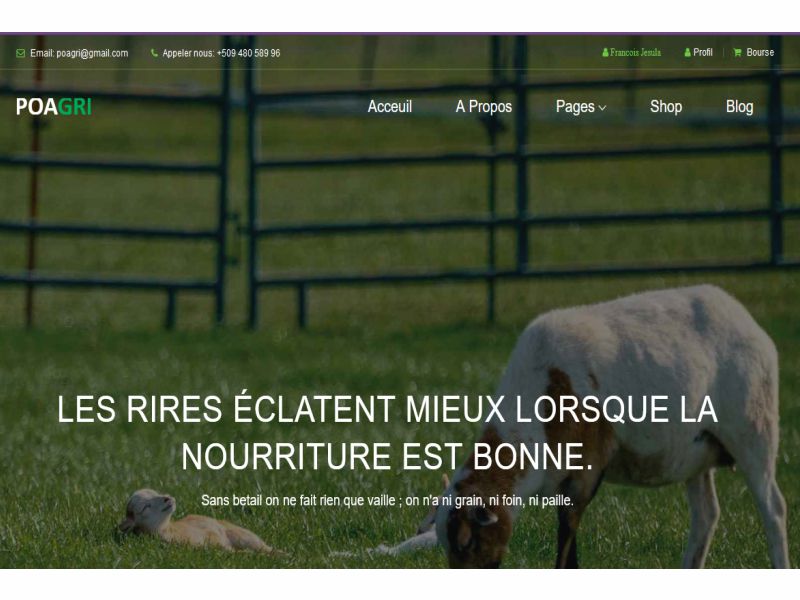 Email: poagri@gmail.com Appeler nous: +509 480 589 96 Francois Jesula Profil Bourse
POAGRI Acceuil A Propos Pages Shop Blog
LES RIRES ÉCLATENT MIEUX LORSQUE LA
NOURRITURE EST BONNE.
Sans betail on ne fait rien que vaille ; on n'a ni grain, ni foin, ni paille.